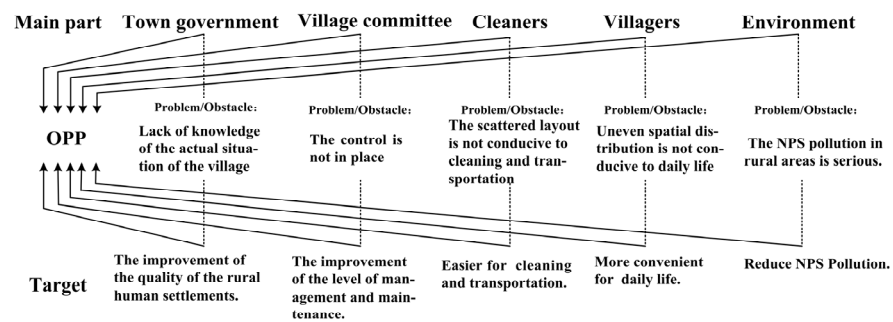 Main part
Town government
Village committee
Cleaners
Villagers
Environment
Problem/Obstacle:
Lack of knowledge
of the actual situa-
tion of the village
Problem/Obstacle:
The control is
not in place
Problem/Obstacle:
The scattered layout
is not conducive to
cleaning and tran-
sportation
Problem/Obstacle:
Uneven spatial dis-
tribution is not con-
ducive to daily life
Problem/Obstacle:
The NPS pollution in
rural areas is serious.
OPP
Target
The improvement of
the quality of the rural
human settlements.
The improvement
of the level of man-
agement and main-
tenance.
Easier for cleaning
and transportation.
More convenient
for daily life.
Reduce NPS Pollution.